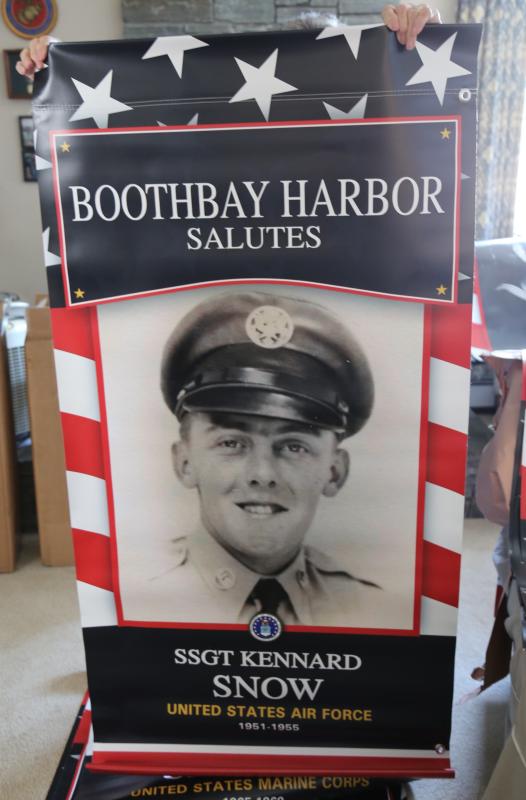 BOOTHBAY HARBOR
SALUTES
SSGT KENNARD
SNOW
UNITED STATES AIR FORCE
1951-1955
UNITED STATES MARINE CORPS